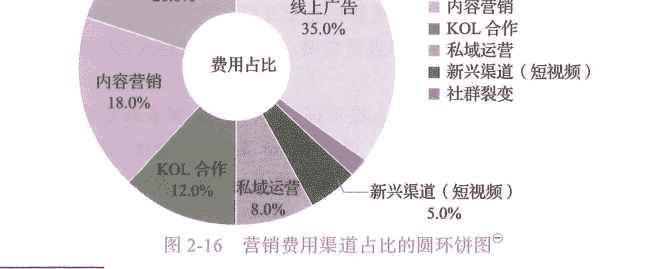 线上广告
35.0%
内容营销
KOL 合作
私域运营
新兴渠道（短视频）
社群裂变
费用占比
内容营销
18.0%
KOL 合作
12.0%
私域运营
8.0%
新兴渠道（短视频）
5.0%
图 2-16 营销费用渠道占比的圆环饼图㊀